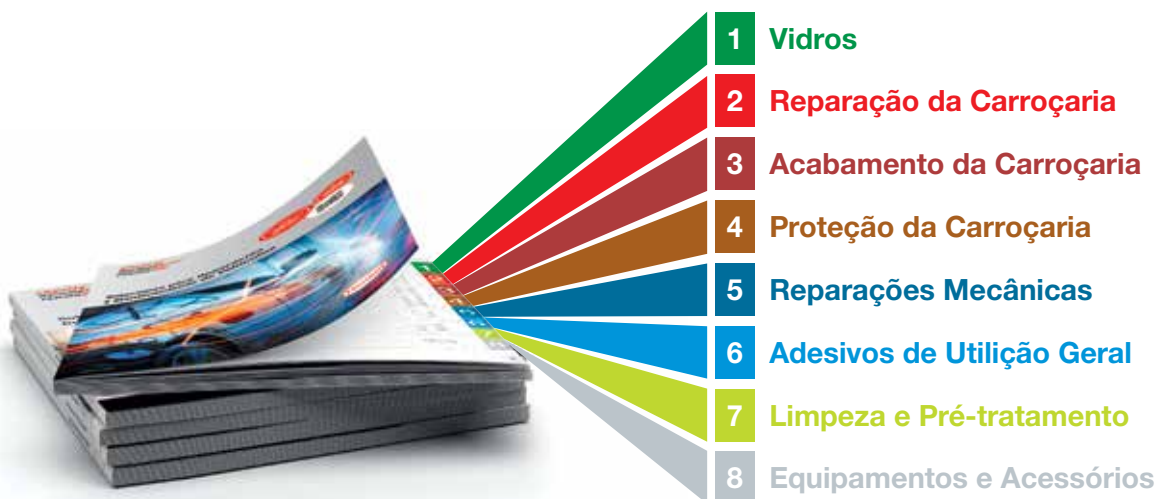 1 Vidros
2 Reparação da Carroçaria
3 Acabamento da Carroçaria
4 Proteção da Carroçaria
5 Reparações Mecânicas
6 Adesivos de Utilição Geral
7 Limpeza e Pré-tratamento
8 Equipamentos e Acessórios